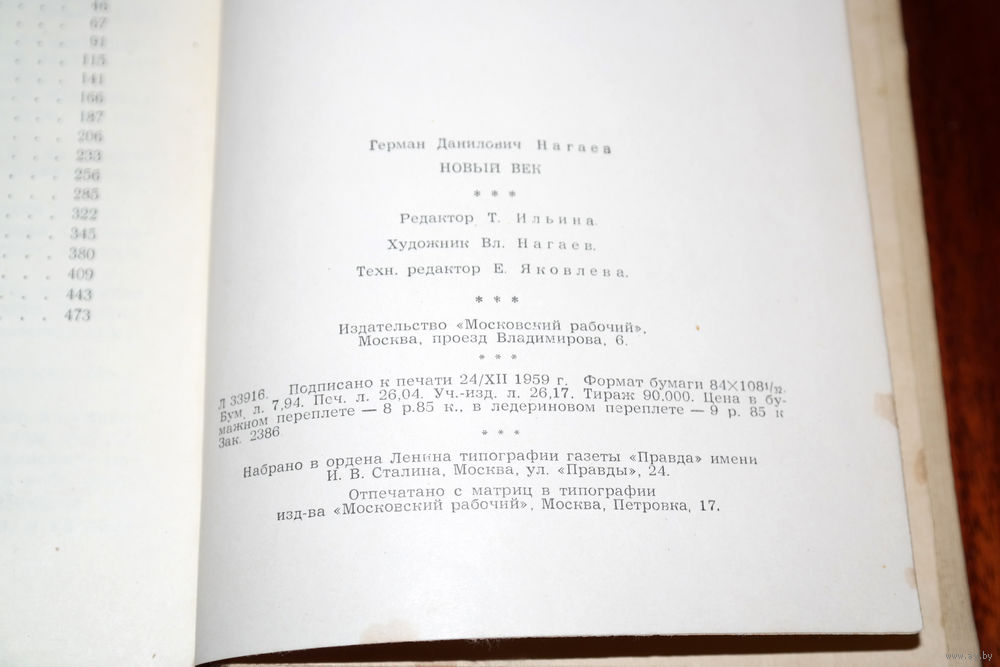 46
67
91
115
141
166
187
206
233
256
285
322
345
380
409
443
473
Герман Данилович Нагаев
НОВЫЙ ВЕК
* * *
Редактор Т. Ильина.
Художник Вл. Нагаев.
Техн. редактор Е. Яковлева.
* * *
Издательство «Московский рабочий»,
Москва, проезд Владимирова, 6.
* * *
Л 33916. Подписано к печати 24/XII 1959 г. Формат бумаги 84×108¹/₃₂.
Бум. л. 7,94. Печ. л. 26,04. Уч.-изд. л. 26,17. Тираж 90.000. Цена в бу-
мажном переплете — 8 р.85 к., в ледериновом переплете — 9 р. 85 к
Зак. 2386
* * *
Набрано в ордена Ленина типографии газеты «Правда» имени
И. В. Сталина, Москва, ул. «Правды», 24.
Отпечатано с матриц в типографии
изд-ва «Московский рабочий», Москва, Петровка, 17.